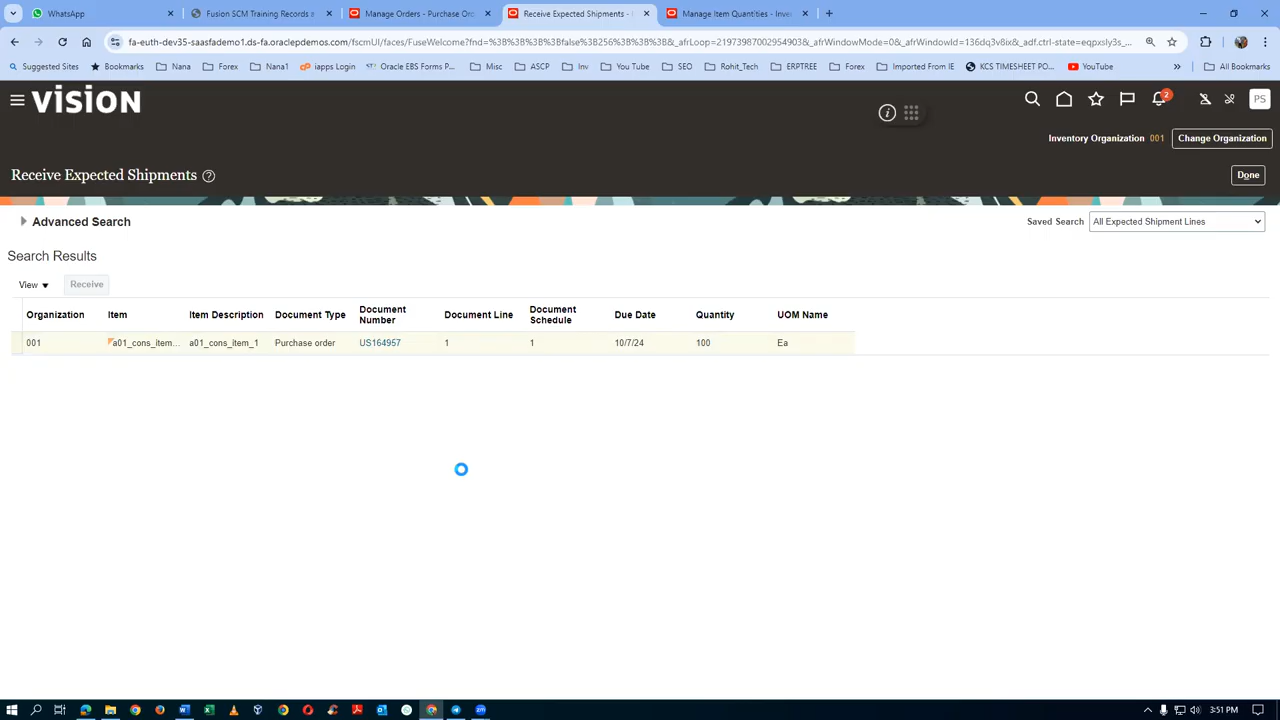 WhatsApp
Fusion SCM Training Records a
Manage Orders - Purchase Orc
Receive Expected Shipments - I
Manage Item Quantities - Inve
fa-euth-dev35-saasfademo1.ds-fa.oraclepdemos.com/fscmUI/faces/FuseWelcome?fnd=%3B%3B%3B%3Bfalse%3B256%3B%3B%3B&_afrLoop=21973987002954903&_afrWindowMode=0&_afrWindowId=136dq3v8ix&_adf.ctrl-state=eqpxsly3s_...
Suggested Sites
Bookmarks
Nana
Forex
Nana1
iapps Login
Oracle EBS Forms P...
Misc
ASCP
Inv
You Tube
SEO
Rohit_Tech
ERPTREE
Forex
Imported From IE
KCS TIMESHEET PO...
YouTube
»
All Bookmarks
VISION
2
PS
Inventory Organization 001
Change Organization
Receive Expected Shipments
Done
Advanced Search
Saved Search
All Expected Shipment Lines
Search Results
View
Receive
Organization
Item
Item Description
Document Type
Document Number
Document Line
Document Schedule
Due Date
Quantity
UOM Name
001
a01_cons_item...
a01_cons_item_1
Purchase order
US164957
1
1
10/7/24
100
Ea
3:51 PM